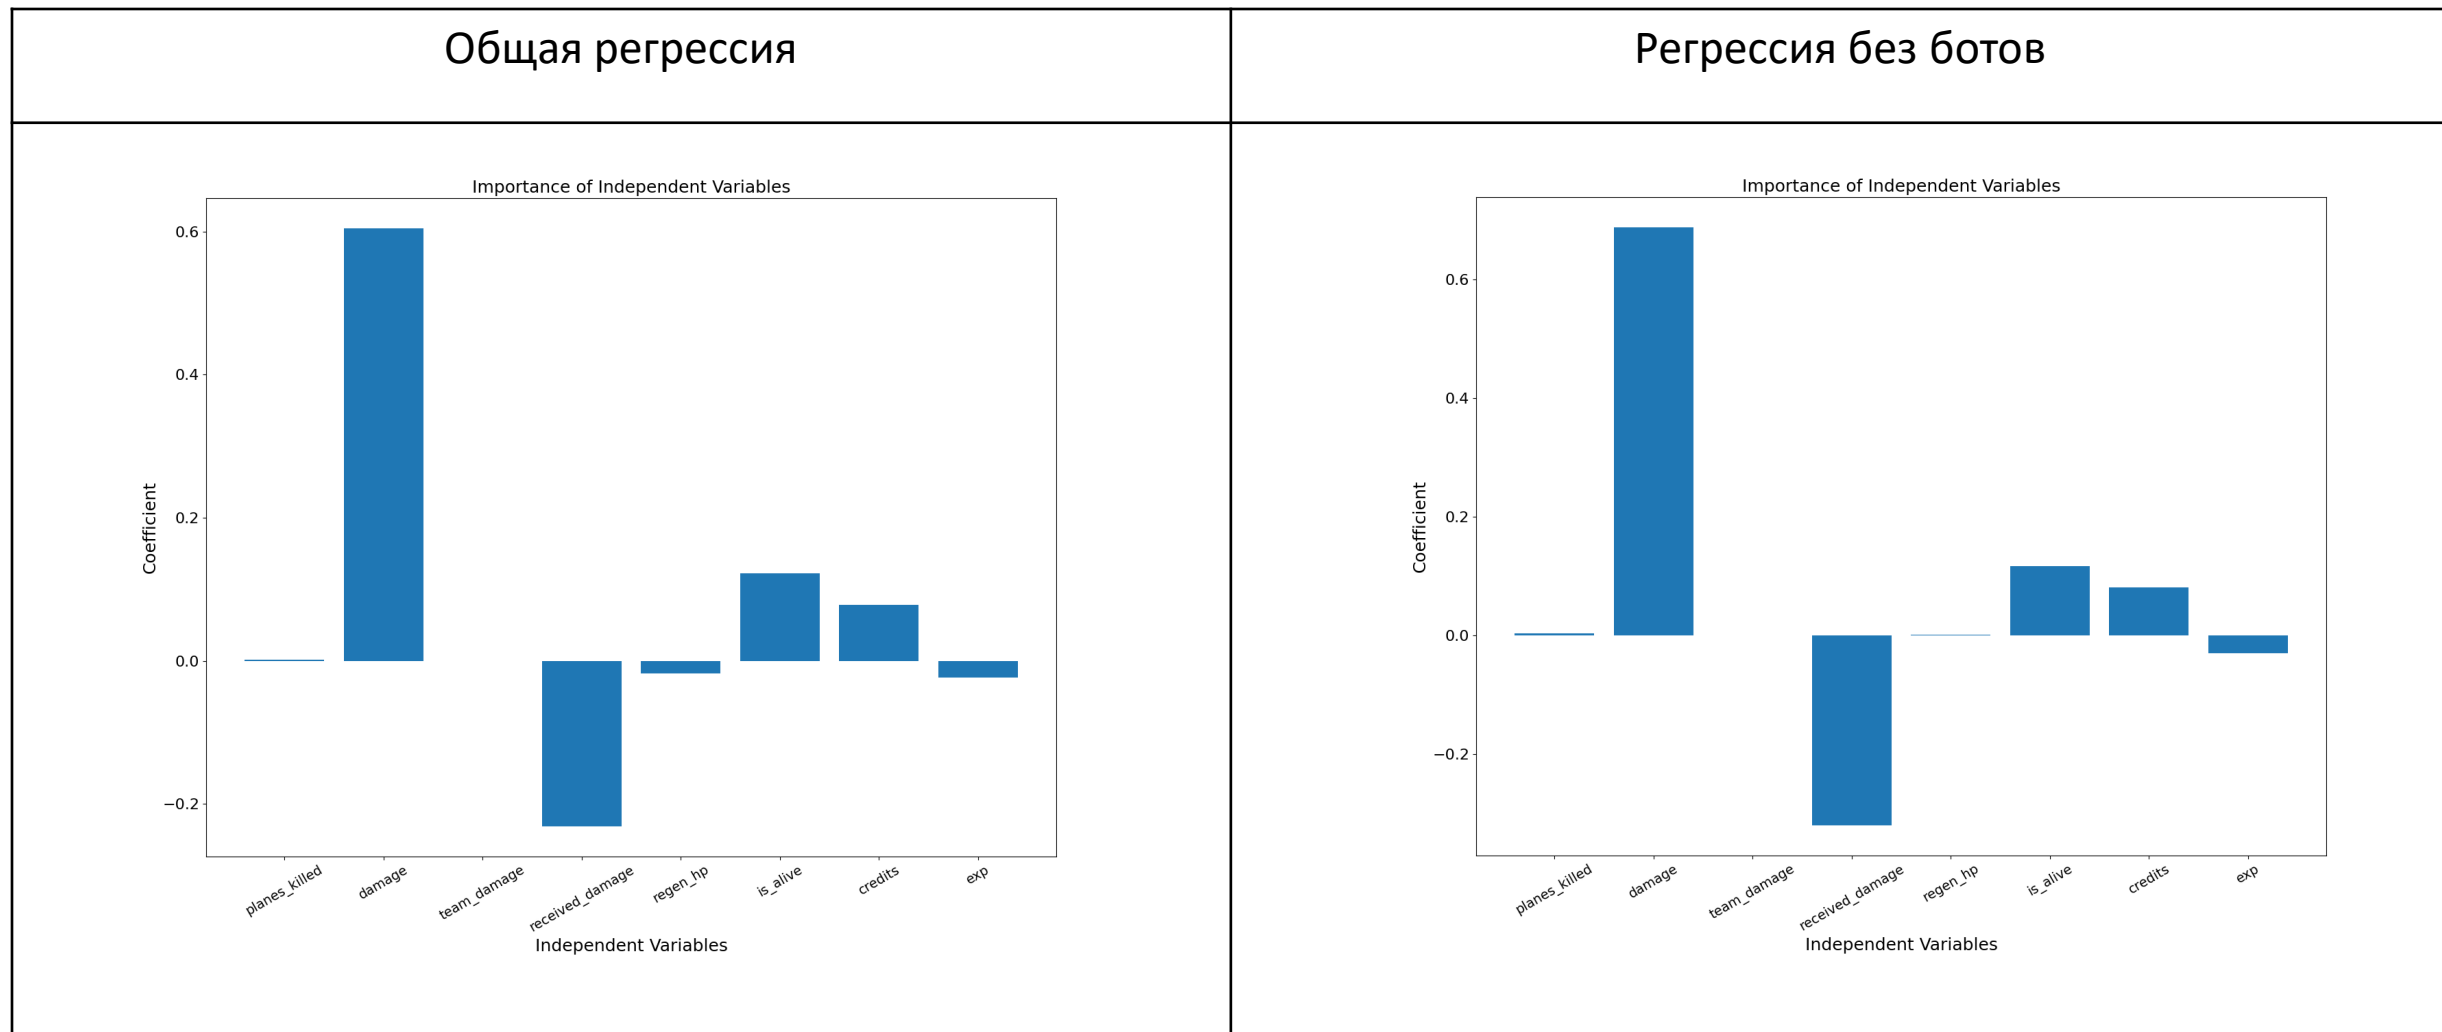 Общая регрессия
Регрессия без ботов
Importance of Independent Variables
0.6
0.4
0.2
0.0
−0.2
Coefficient
planes_killed
damage
team_damage
received_damage
regen_hp
is_alive
credits
exp
Independent Variables
Importance of Independent Variables
0.6
0.4
0.2
0.0
−0.2
Coefficient
planes_killed
damage
team_damage
received_damage
regen_hp
is_alive
credits
exp
Independent Variables